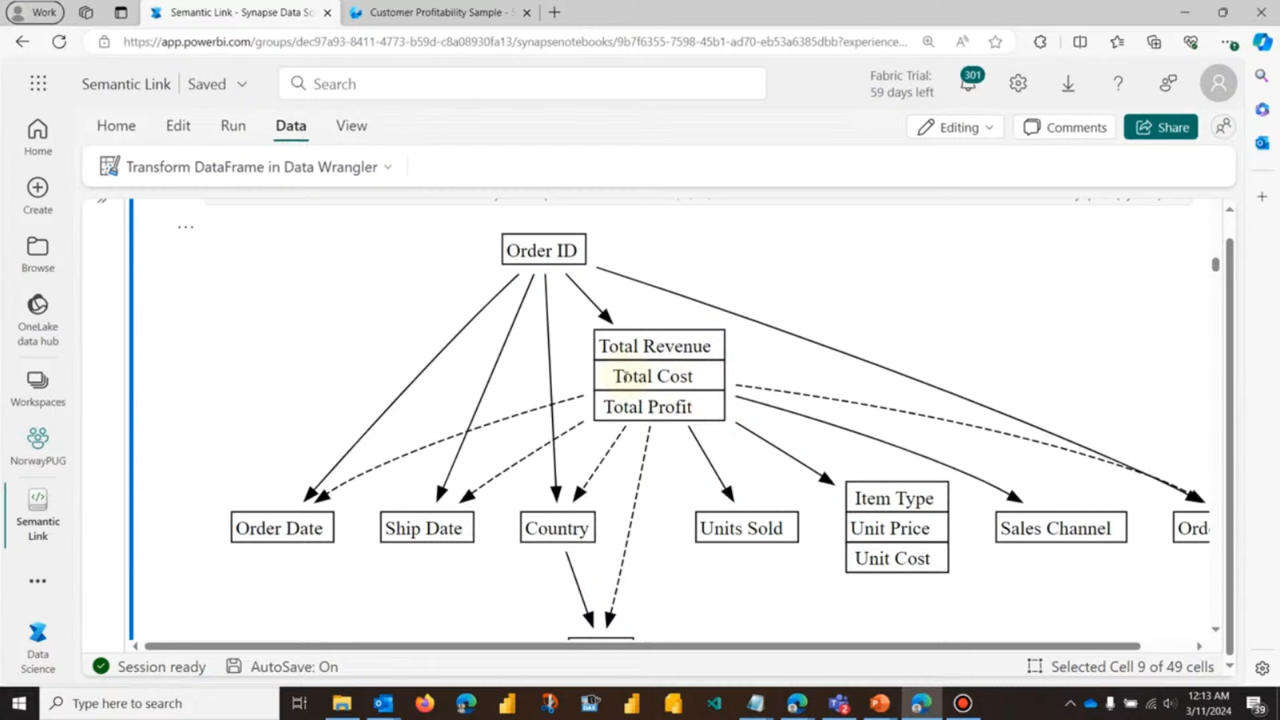 Work
Semantic Link - Synapse Data Sc
Customer Profitability Sample -
https://app.powerbi.com/groups/dec97a93-8411-4773-b59d-c8a08930fa13/synapsenotebooks/9b7f6355-7598-45b1-ad70-eb53a6385dbb?experience...
Semantic Link
Saved
Search
Fabric Trial:
59 days left
301
Home
Edit
Run
Data
View
Editing
Comments
Share
Transform DataFrame in Data Wrangler
Home
Create
Browse
OneLake
data hub
Workspaces
NorwayPUG
Semantic
Link
Data
Science
Order ID
Total Revenue
Total Cost
Total Profit
Order Date
Ship Date
Country
Units Sold
Item Type
Unit Price
Unit Cost
Sales Channel
Orde
Session ready
AutoSave: On
Selected Cell 9 of 49 cells
Type here to search
12:13 AM
3/11/2024
39